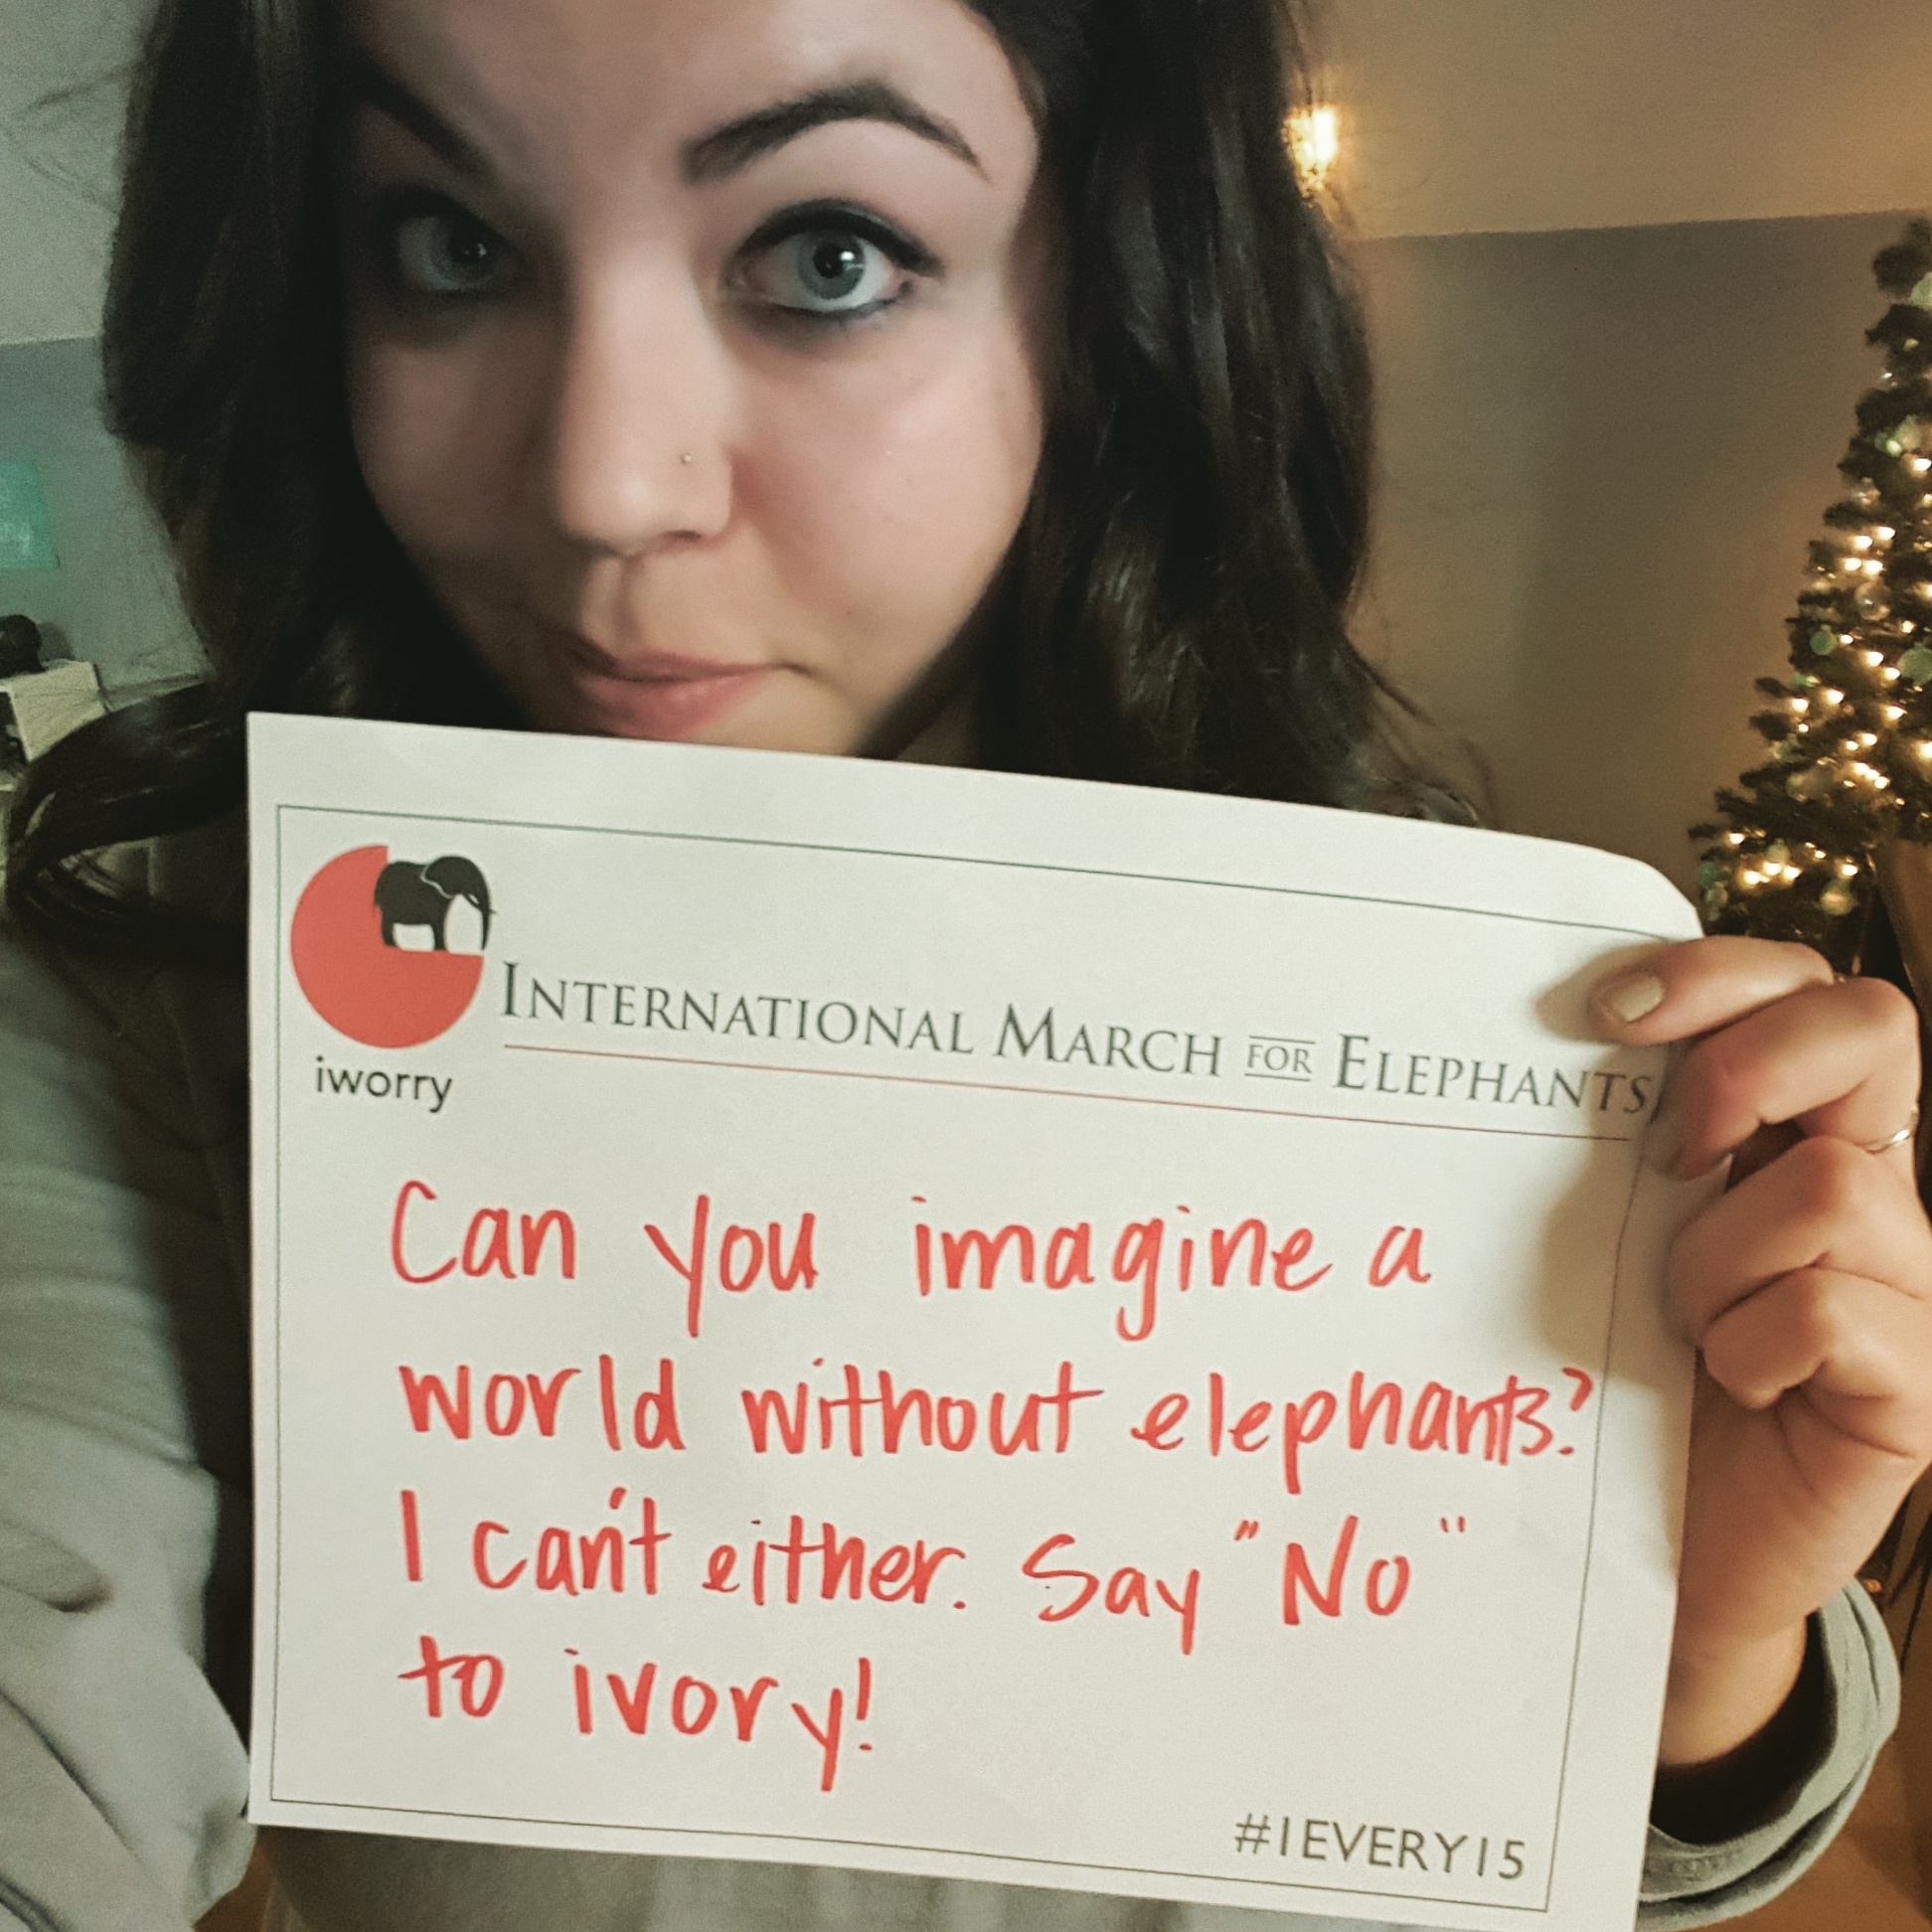 International March for Elephants
iworry
Can you imagine a
world without elephants?
I can't either. Say "No"
to ivory!
#1EVERY15